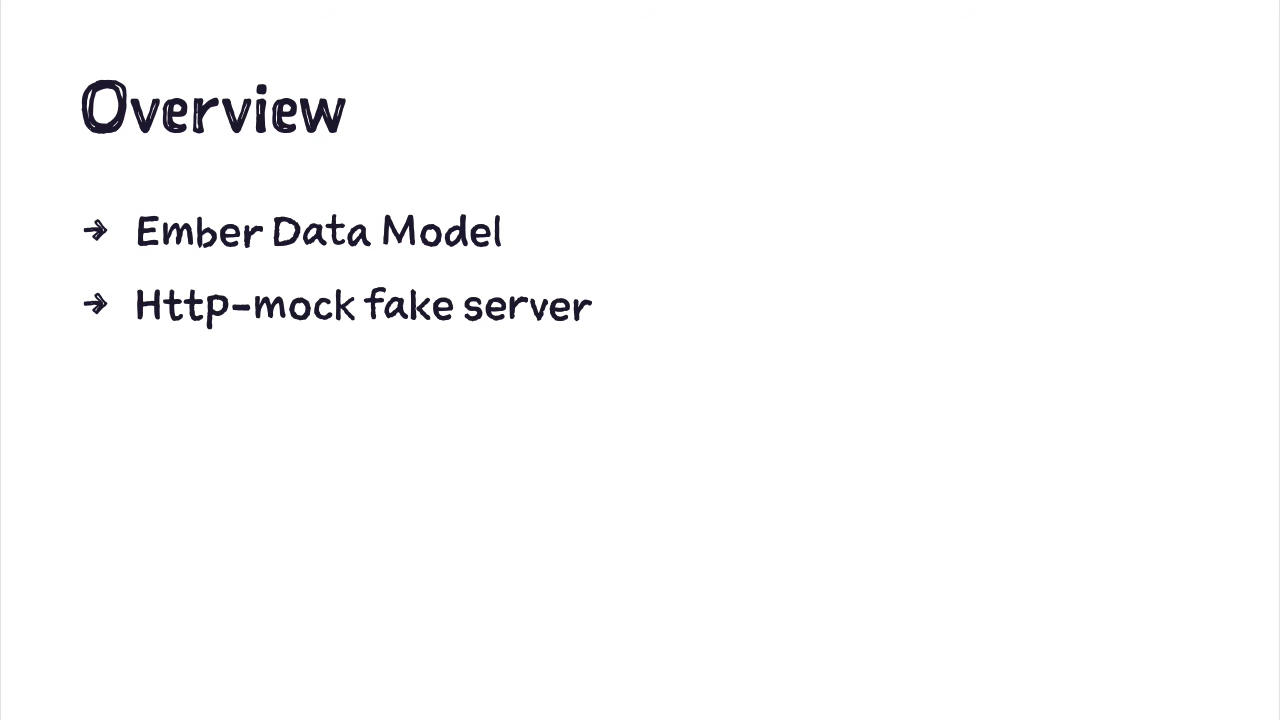 Overview
→ Ember Data Model
→ Http-mock fake server